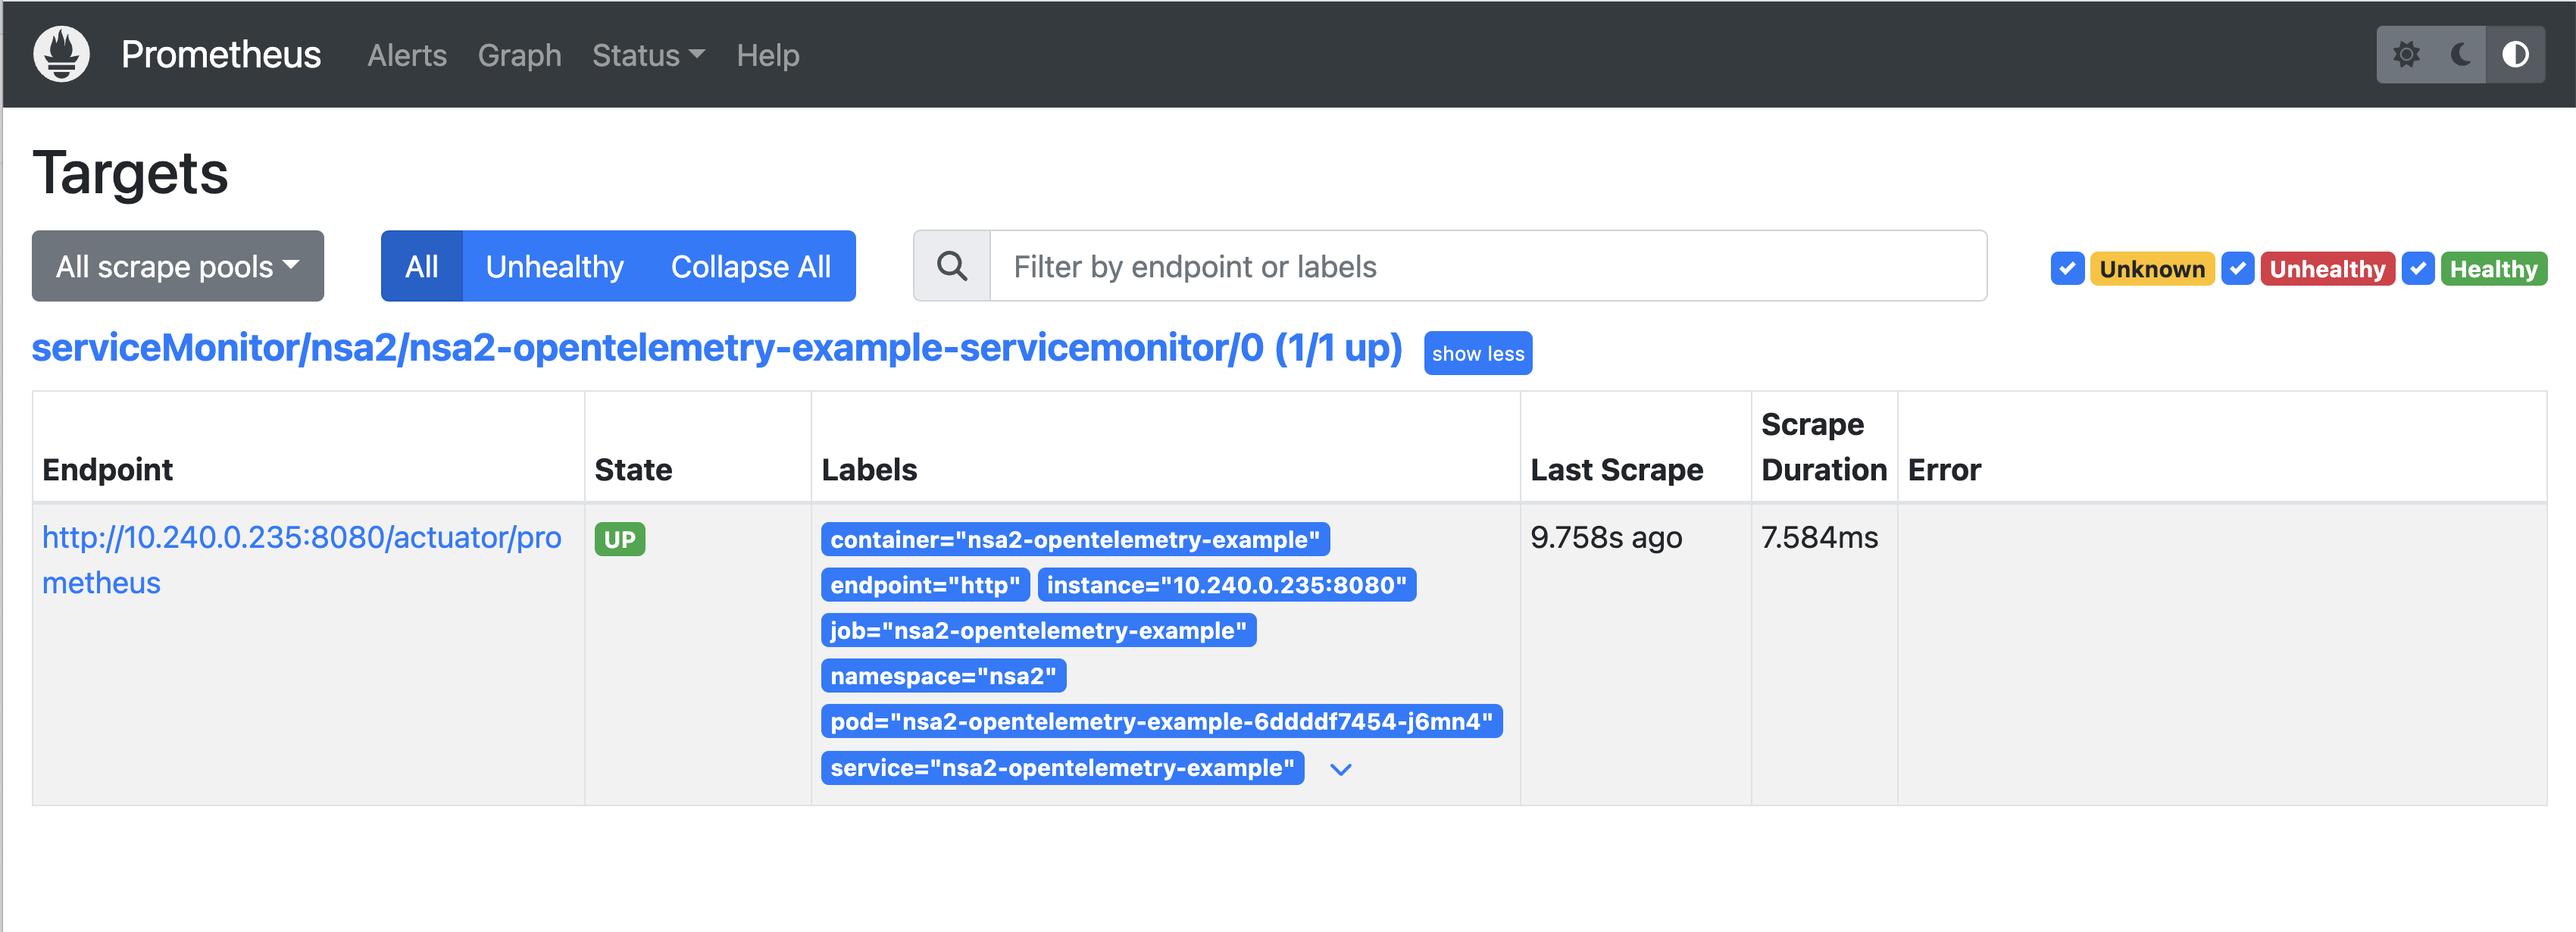 Prometheus Alerts Graph Status Help
Targets
All scrape pools All Unhealthy Collapse All Filter by endpoint or labels Unknown Unhealthy Healthy
serviceMonitor/nsa2/nsa2-opentelemetry-example-servicemonitor/0 (1/1 up) show less
Endpoint State Labels Last Scrape Scrape Duration Error
http://10.240.0.235:8080/actuator/pro
metheus
UP
container="nsa2-opentelemetry-example"
endpoint="http" instance="10.240.0.235:8080"
job="nsa2-opentelemetry-example"
namespace="nsa2"
pod="nsa2-opentelemetry-example-6ddddf7454-j6mn4"
service="nsa2-opentelemetry-example"
9.758s ago
7.584ms